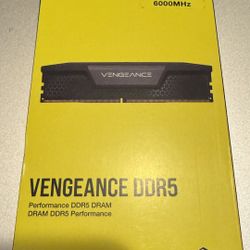 6000MHz
VENGEANCE
VENGEANCE DDR5
Performance DDR5 DRAM
DRAM DDR5 Performance